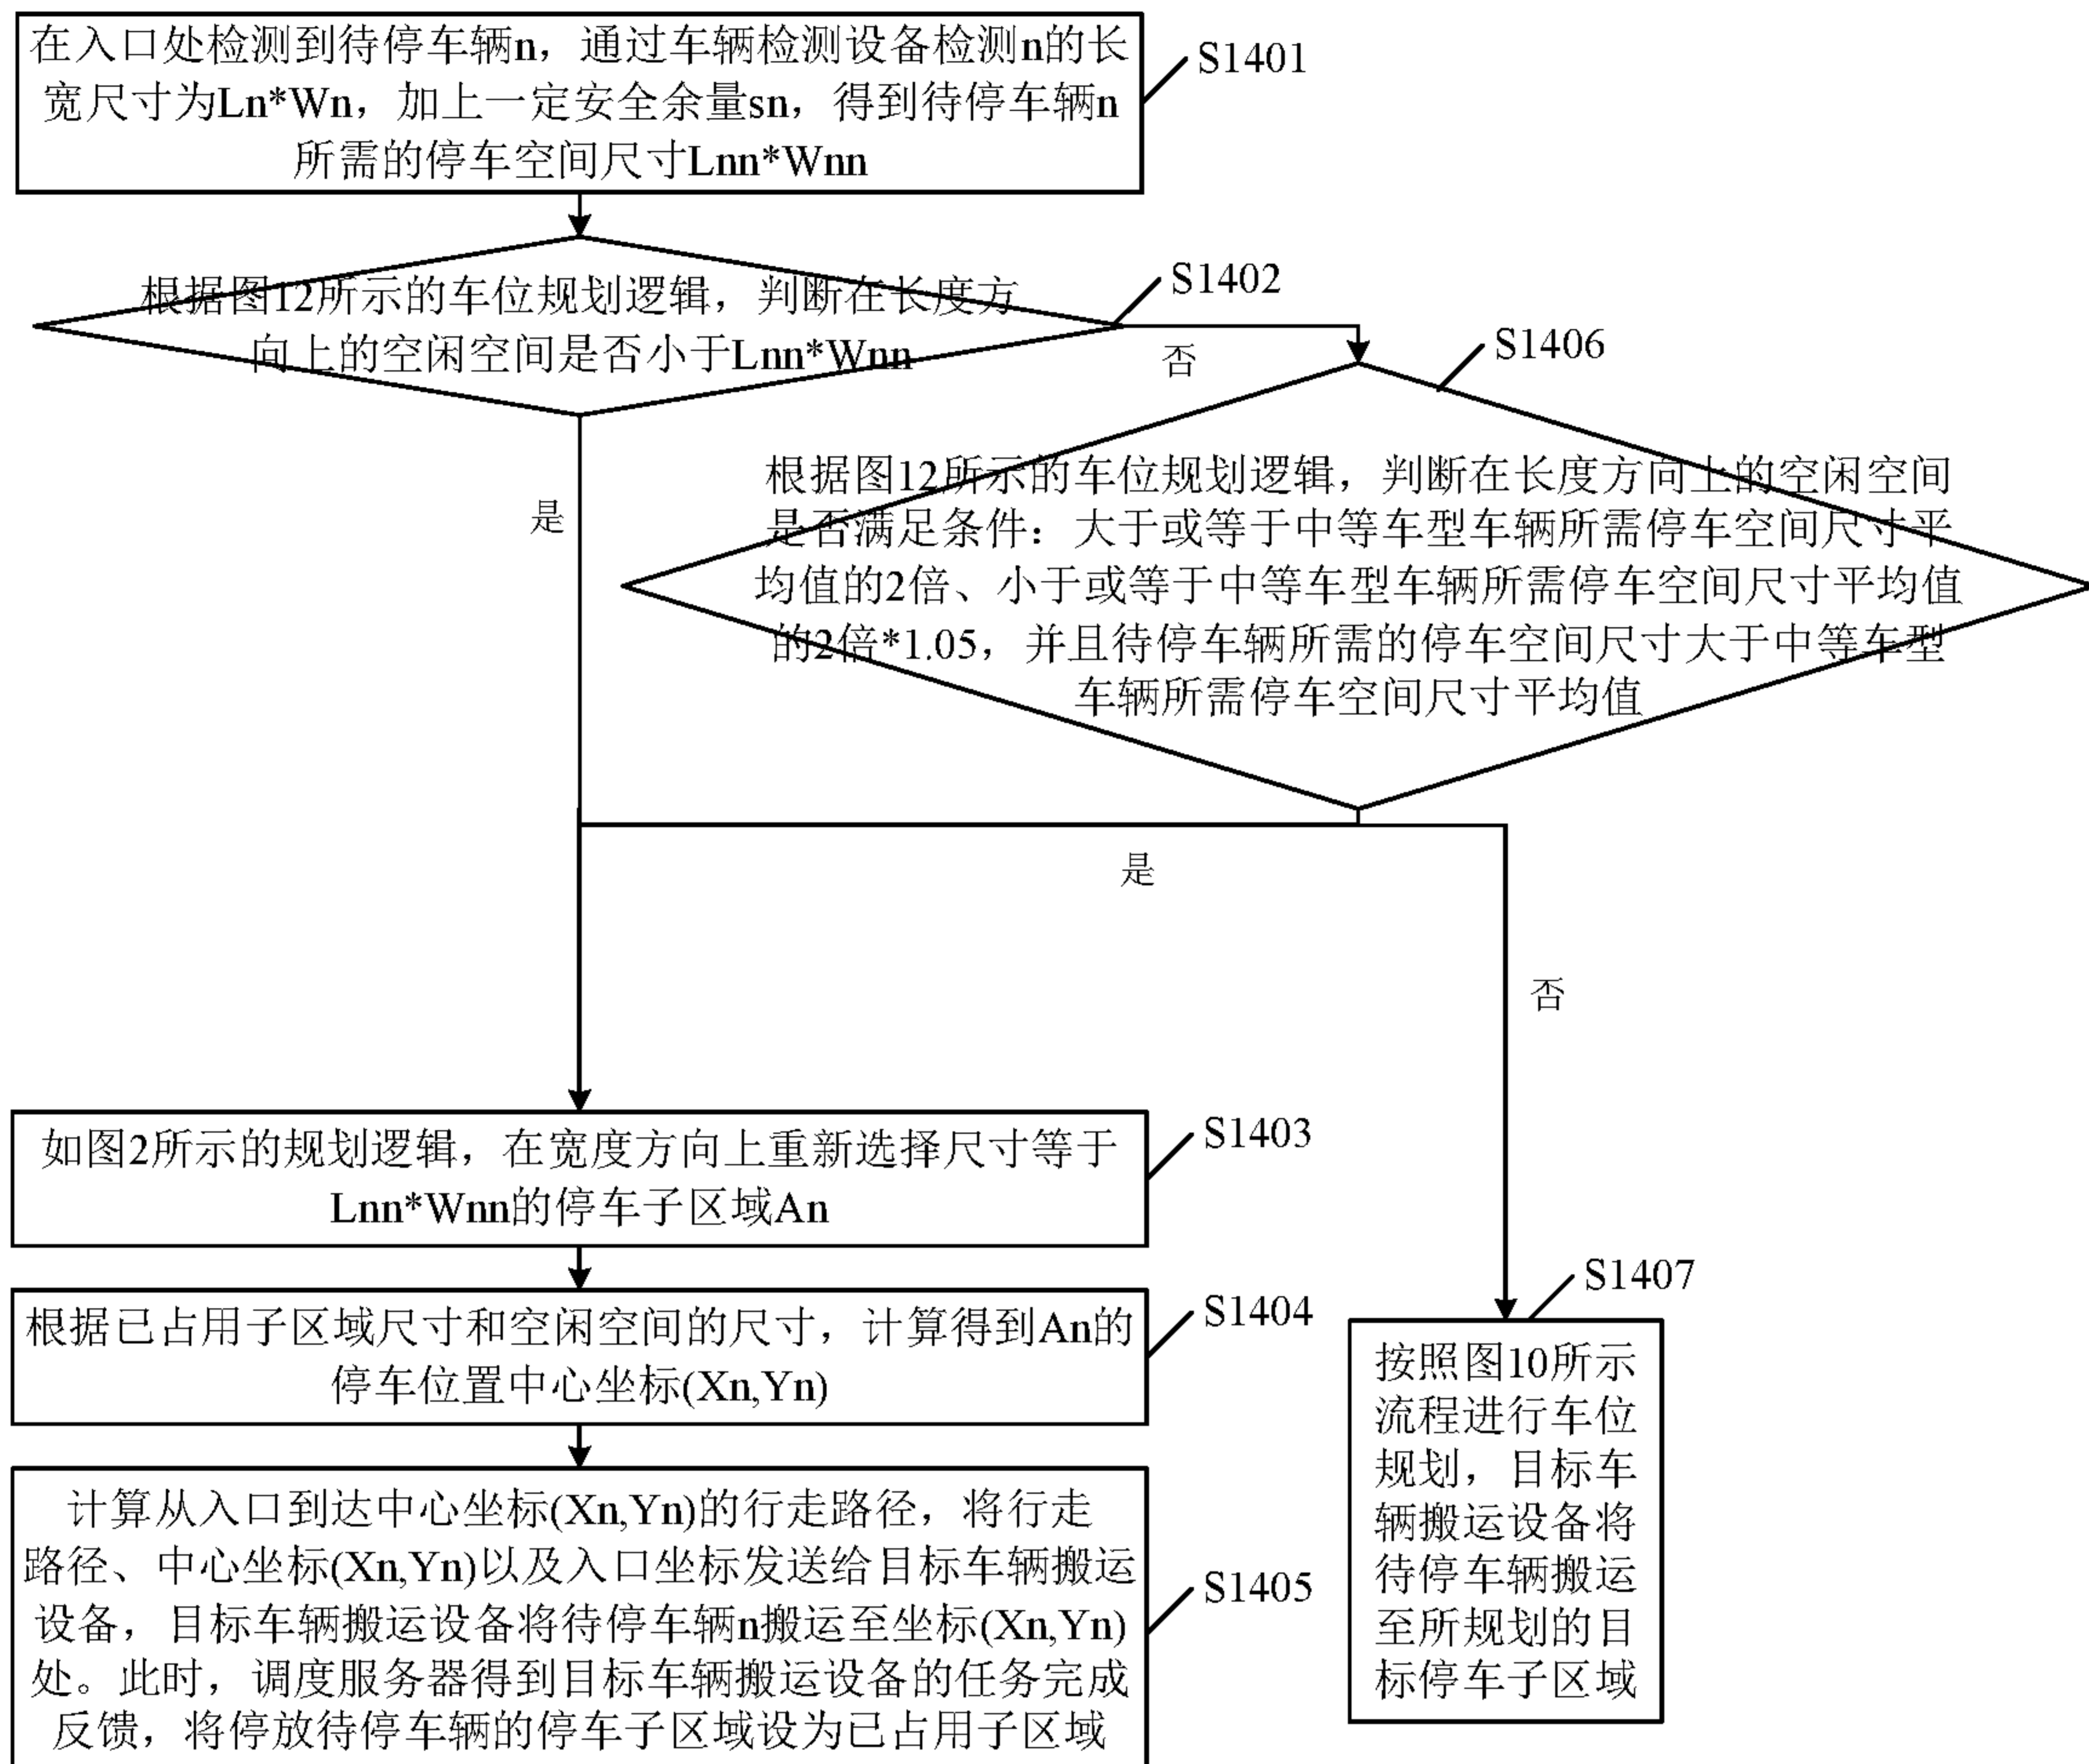 在入口处检测到待停车辆n，通过车辆检测设备检测n的长
宽尺寸为Ln*Wn，加上一定安全余量sn，得到待停车辆n
所需的停车空间尺寸Lnn*Wnn
S1401
根据图12所示的车位规划逻辑，判断在长度方
向上的空闲空间是否小于Lnn*Wnn
S1402
否
是
S1406
根据图12所示的车位规划逻辑，判断在长度方向上的空闲空间
是否满足条件：大于或等于中等车型车辆所需停车空间尺寸平
均值的2倍、小于或等于中等车型车辆所需停车空间尺寸平均值
的2倍*1.05，并且待停车辆所需的停车空间尺寸大于中等车型
车辆所需停车空间尺寸平均值
是
否
如图2所示的规划逻辑，在宽度方向上重新选择尺寸等于
Lnn*Wnn的停车子区域An
S1403
根据已占用子区域尺寸和空闲空间的尺寸，计算得到An的
停车位置中心坐标(Xn,Yn)
S1404
计算从入口到达中心坐标(Xn,Yn)的行走路径，将行走
路径、中心坐标(Xn,Yn)以及入口坐标发送给目标车辆搬运
设备，目标车辆搬运设备将待停车辆n搬运至坐标(Xn,Yn)
处。此时，调度服务器得到目标车辆搬运设备的任务完成
反馈，将停放待停车辆的停车子区域设为已占用子区域
S1405
S1407
按照图10所示
流程进行车位
规划，目标车
辆搬运设备将
待停车辆搬运
至所规划的目
标停车子区域